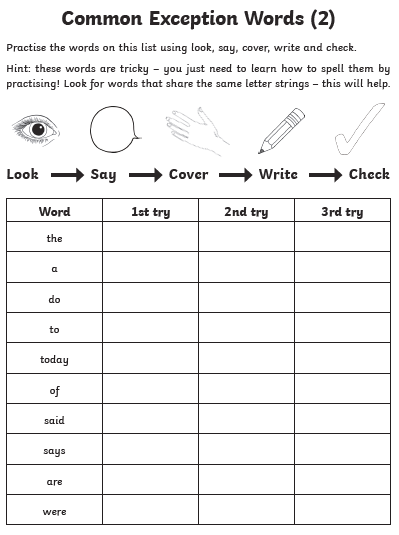 Common Exception Words (2)
Practise the words on this list using look, say, cover, write and check.
Hint: these words are tricky – you just need to learn how to spell them by
practising! Look for words that share the same letter strings – this will help.
Look Say Cover Write Check
Word 1st try 2nd try 3rd try
the
a
do
to
today
of
said
says
are
were